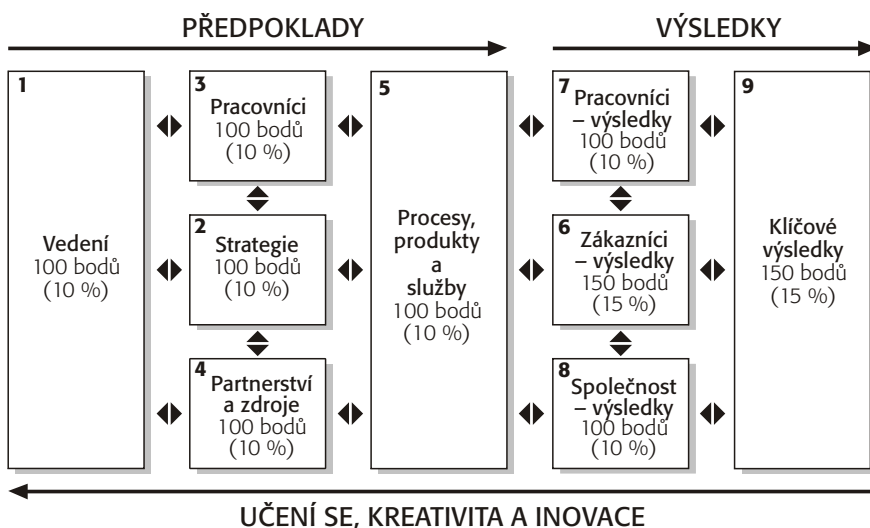 PŘEDPOKLADY
VÝSLEDKY
1
Vedení
100 bodů
(10 %)
3
Pracovníci
100 bodů
(10 %)
2
Strategie
100 bodů
(10 %)
4
Partnerství
a zdroje
100 bodů
(10 %)
5
Procesy,
produkty
a
služby
100 bodů
(10 %)
7
Pracovníci
– výsledky
100 bodů
(10 %)
6
Zákazníci
– výsledky
150 bodů
(15 %)
8
Společnost
– výsledky
100 bodů
(10 %)
9
Klíčové
výsledky
150 bodů
(15 %)
UČENÍ SE, KREATIVITA A INOVACE